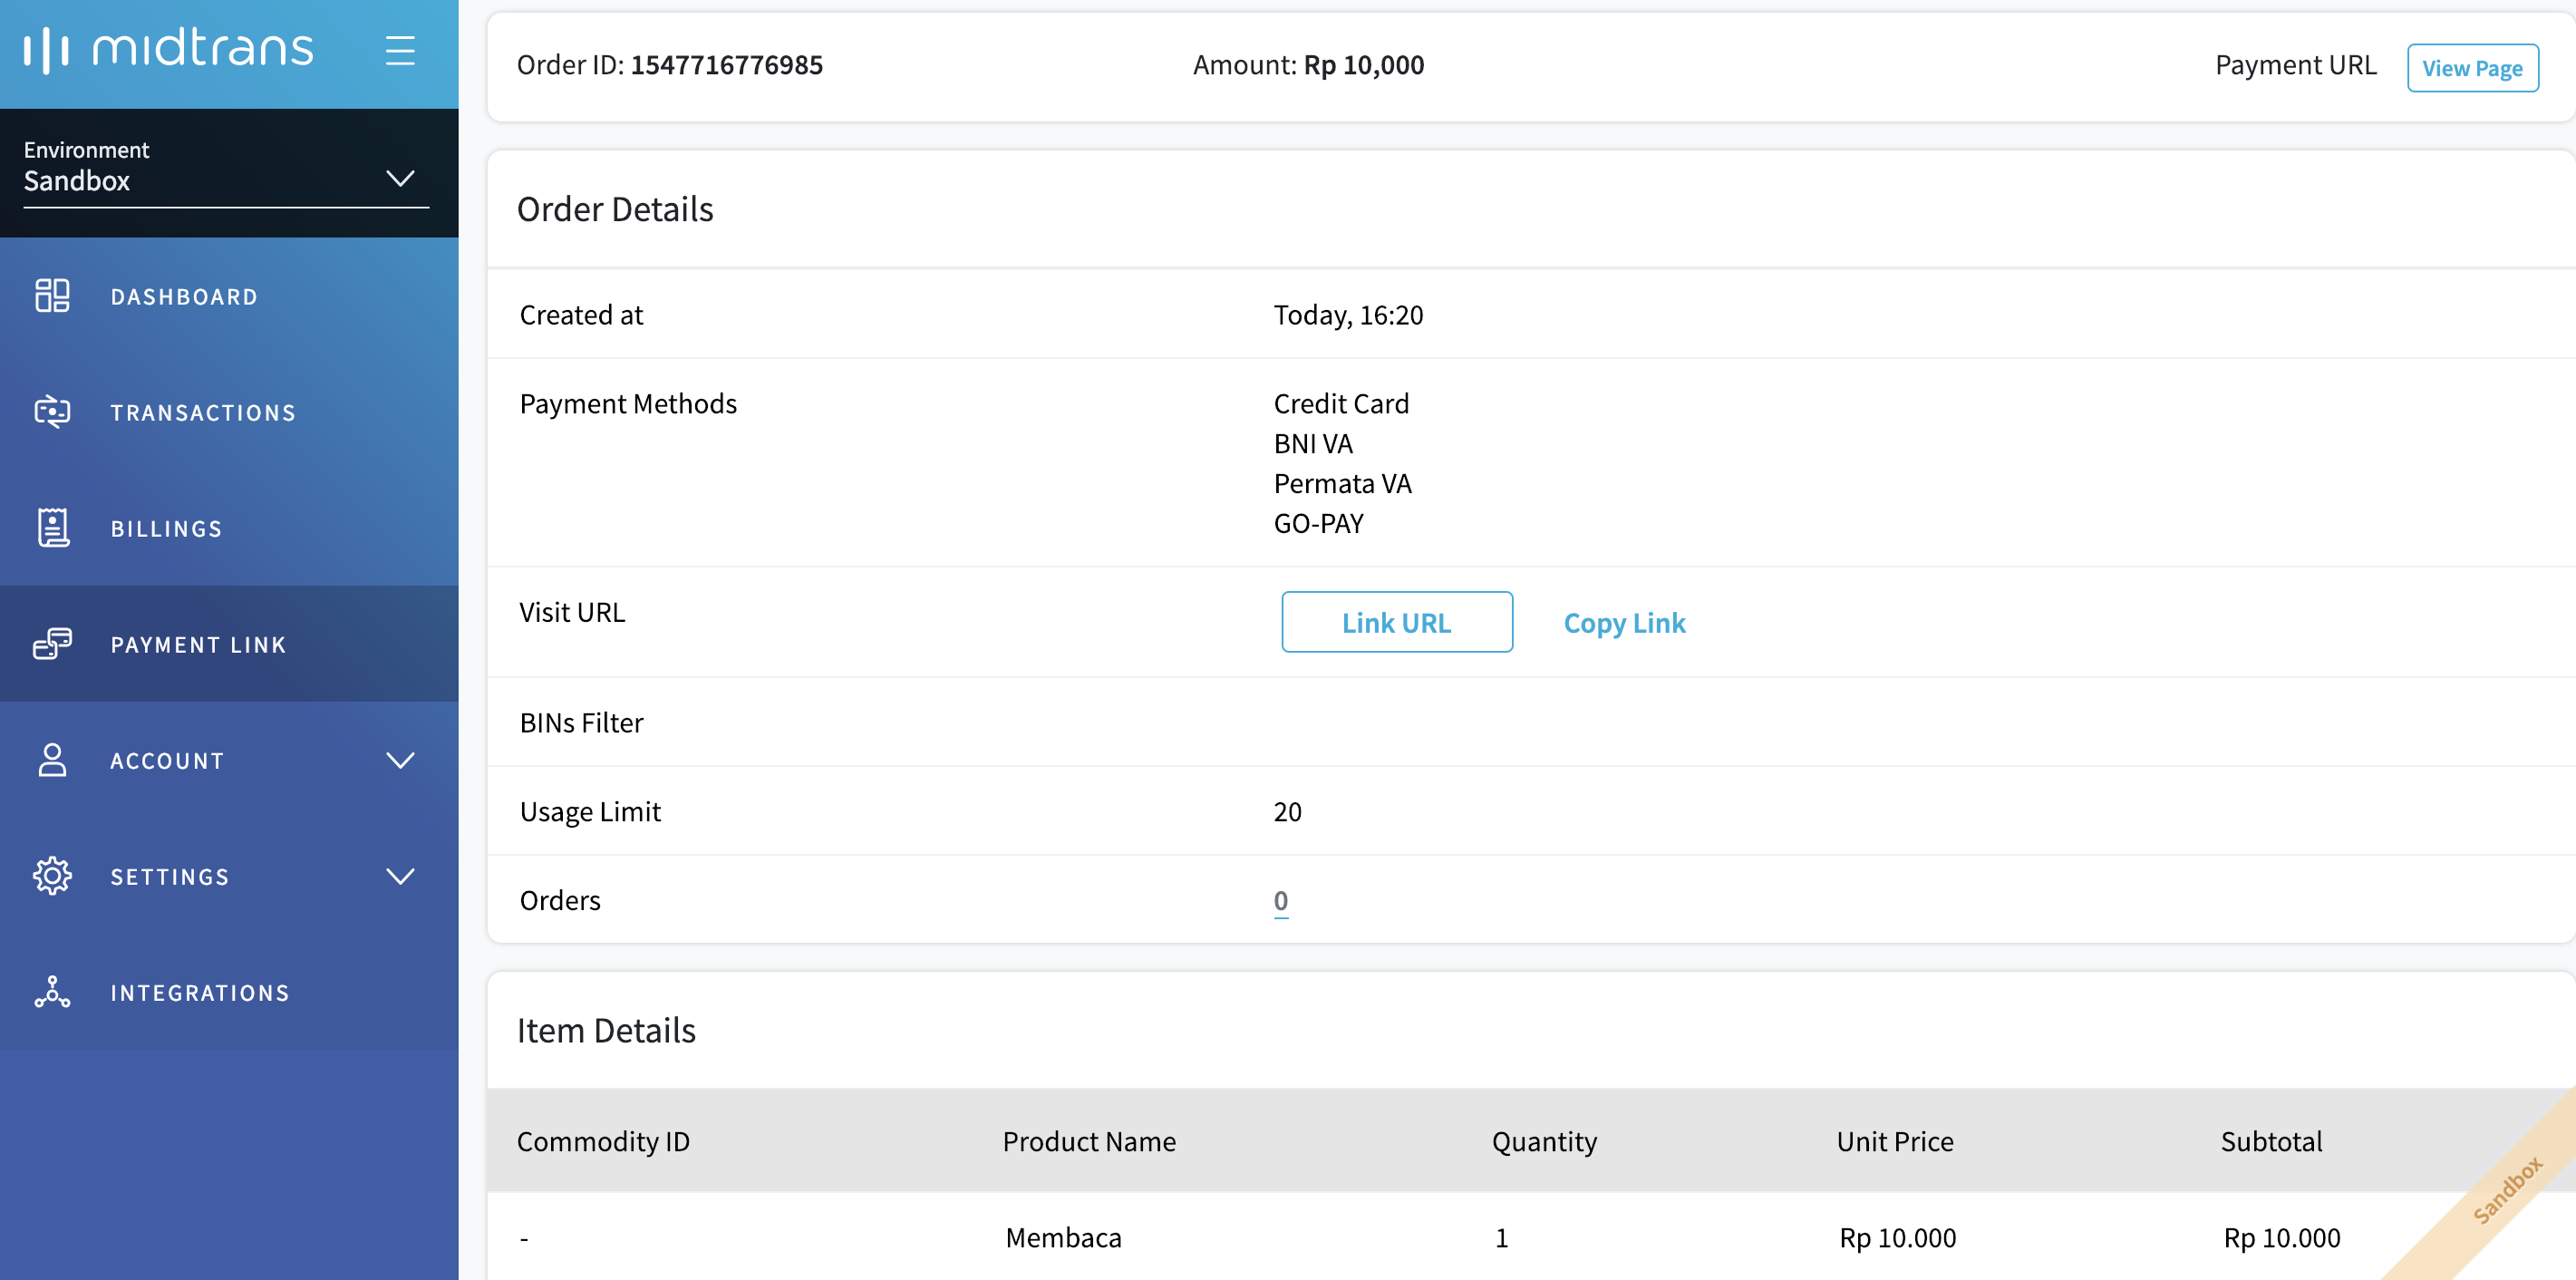 midtrans
Environment
Sandbox
DASHBOARD
TRANSACTIONS
BILLINGS
PAYMENT LINK
ACCOUNT
SETTINGS
INTEGRATIONS
Order ID: 1547716776985 Amount: Rp 10,000 Payment URL View Page
Order Details
Created at Today, 16:20
Payment Methods Credit Card
BNI VA
Permata VA
GO-PAY
Visit URL Link URL Copy Link
BINs Filter
Usage Limit 20
Orders 0
Item Details
Commodity ID Product Name Quantity Unit Price Subtotal
- Membaca 1 Rp 10.000 Rp 10.000
Sandbox